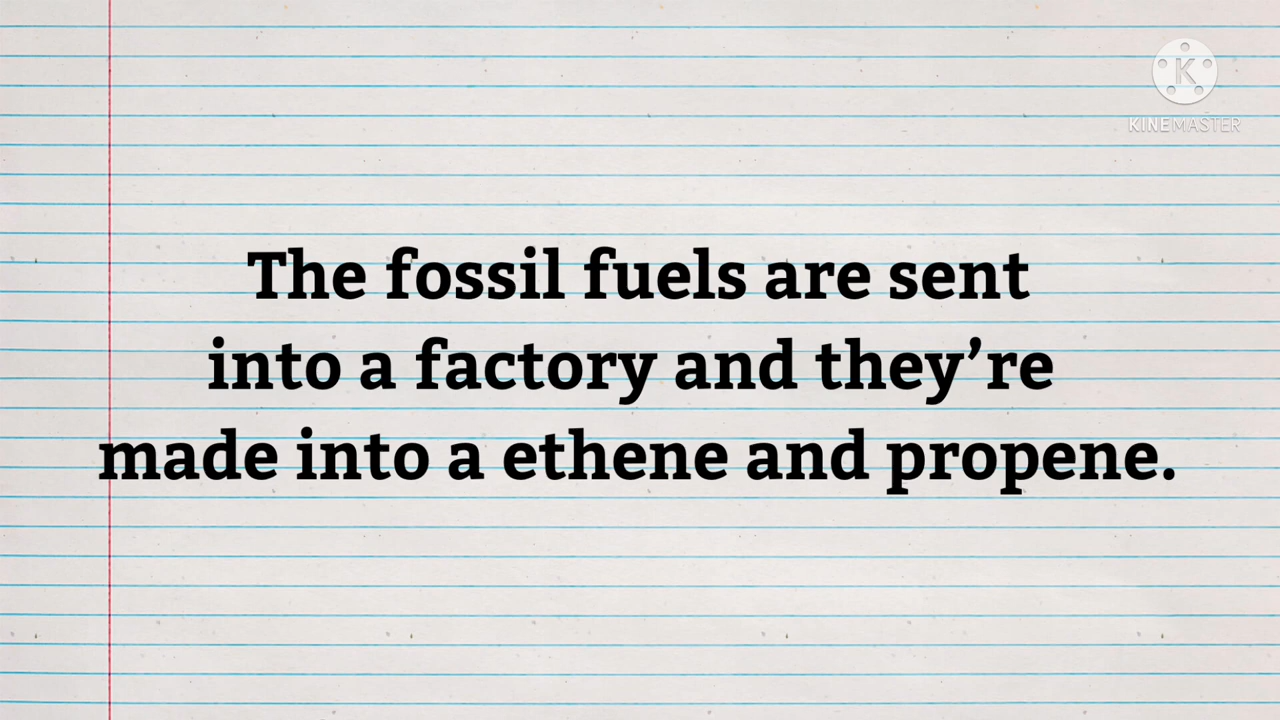 KINEMASTER
The fossil fuels are sent
into a factory and they’re
made into a ethene and propene.